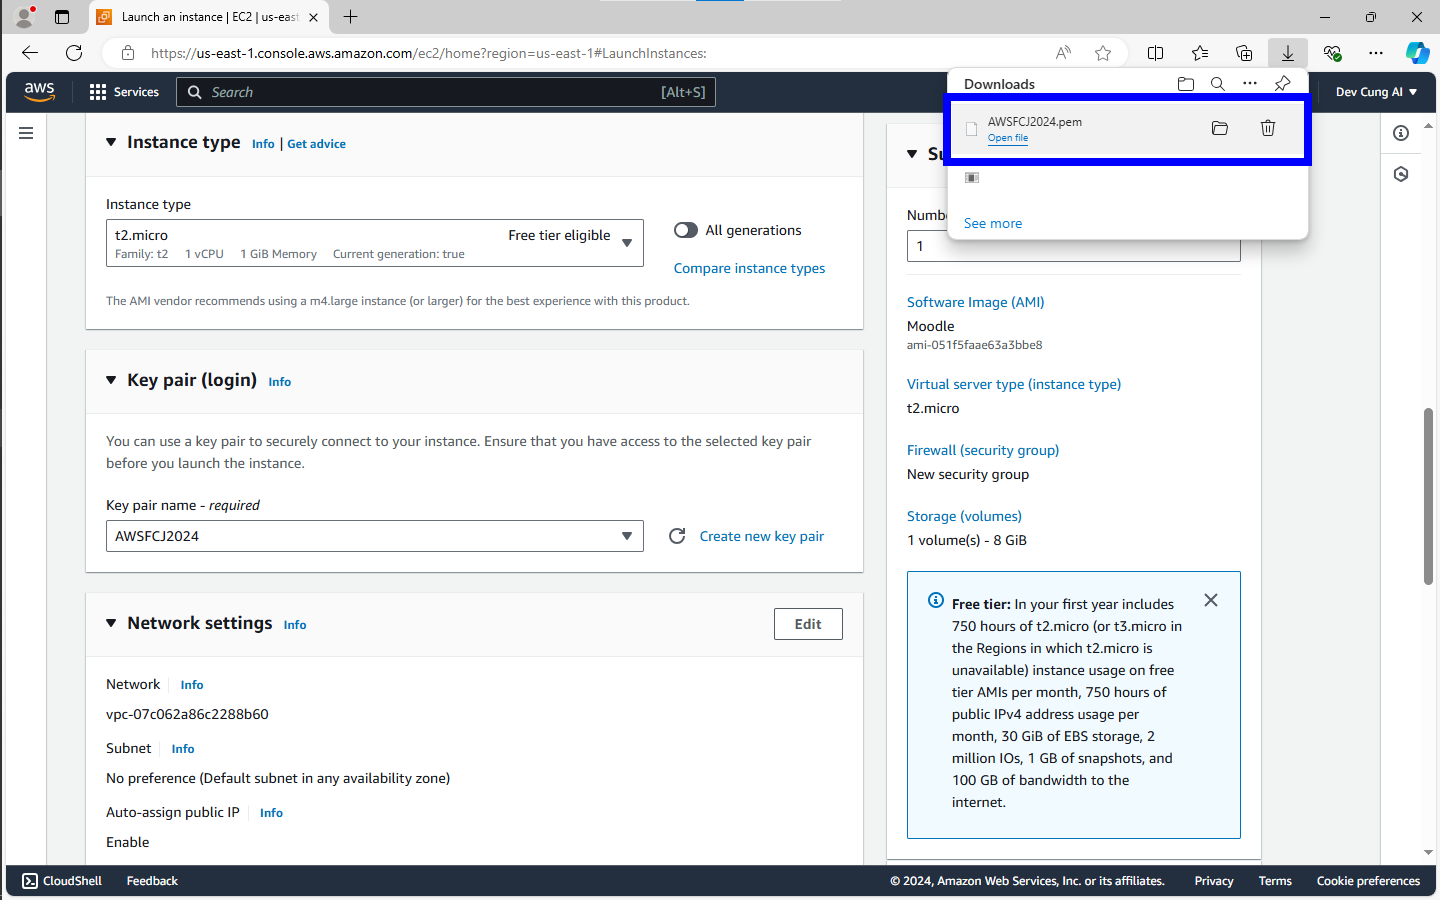 Launch an instance | EC2 | us-east
https://us-east-1.console.aws.amazon.com/ec2/home?region=us-east-1#LaunchInstances:
aws
Services
Search
[Alt+S]
Dev Cung AI
Downloads
AWSFCJ2024.pem
Open file
See more
Instance type
Info
Get advice
Instance type
t2.micro
Free tier eligible
Family: t2 1 vCPU 1 GiB Memory Current generation: true
All generations
Compare instance types
The AMI vendor recommends using a m4.large instance (or larger) for the best experience with this product.
Key pair (login)
Info
You can use a key pair to securely connect to your instance. Ensure that you have access to the selected key pair
before you launch the instance.
Key pair name - required
AWSFCJ2024
Create new key pair
Network settings
Info
Edit
Network
Info
vpc-07c062a86c2288b60
Subnet
Info
No preference (Default subnet in any availability zone)
Auto-assign public IP
Info
Enable
1
Software Image (AMI)
Moodle
ami-051f5faae63a3bbe8
Virtual server type (instance type)
t2.micro
Firewall (security group)
New security group
Storage (volumes)
1 volume(s) - 8 GiB
Free tier: In your first year includes
750 hours of t2.micro (or t3.micro in
the Regions in which t2.micro is
unavailable) instance usage on free
tier AMIs per month, 750 hours of
public IPv4 address usage per
month, 30 GiB of EBS storage, 2
million IOs, 1 GB of snapshots, and
100 GB of bandwidth to the
internet.
CloudShell
Feedback
© 2024, Amazon Web Services, Inc. or its affiliates.
Privacy
Terms
Cookie preferences